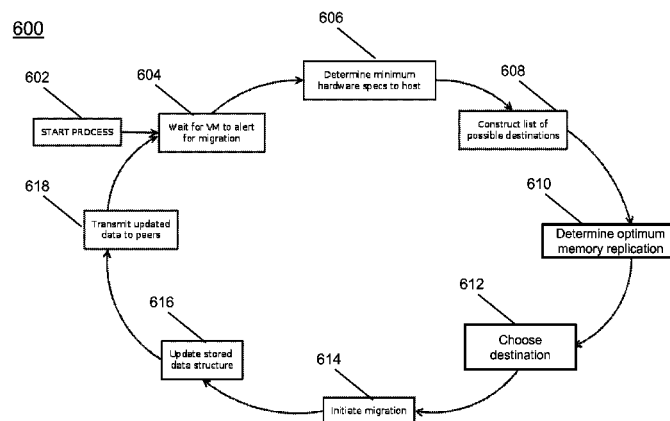 600
602
START PROCESS
604
Wait for VM to alert
for migration
606
Determine minimum
hardware specs to host
608
Construct list of
possible destinations
610
Determine optimum
memory replication
612
Choose
destination
614
Initiate migration
616
Update stored
data structure
618
Transmit updated
data to peers